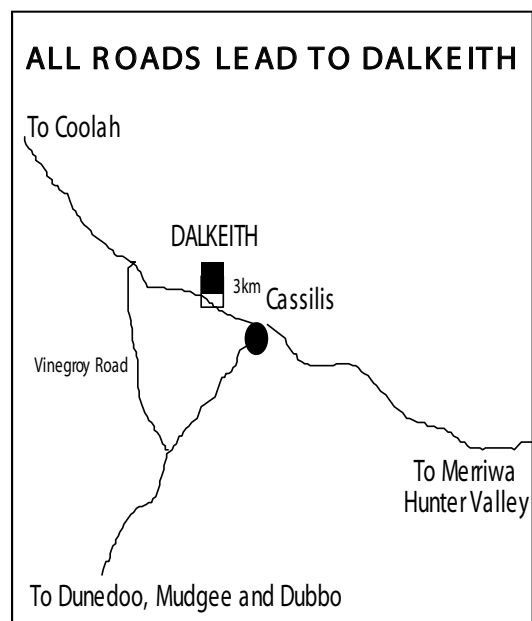 ALL ROADS LEAD TO DALKEITH
To Coolah
DALKEITH
3km
Cassilis
Vinegroy Road
To Merriwa
Hunter Valley
To Dunedoo, Mudgee and Dubbo